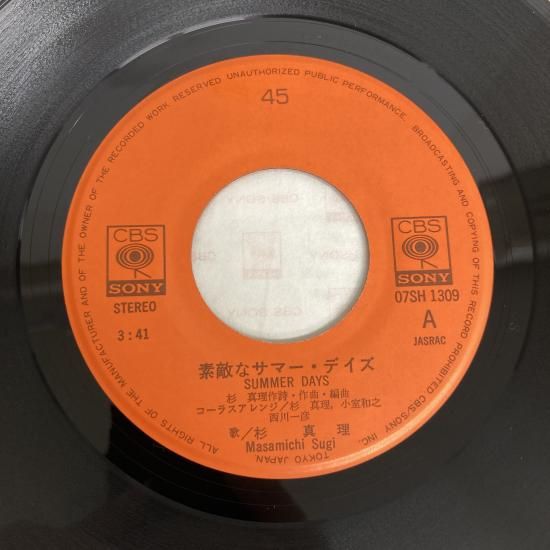 ALL RIGHTS OF THE MANUFACTURER AND OF THE OWNER OF THE RECORDED WORK RESERVED UNAUTHORIZED PUBLIC PERFORMANCE, BROADCASTING AND COPYING OF THIS RECORD PROHIBITED CBS/SONY INC.
TOKYO JAPAN
45
CBS
SONY
STEREO
3:41
CBS
SONY
07SH 1309
A
JASRAC
素敵なサマー・デイズ
SUMMER DAYS
杉 真理作詩・作曲・編曲
コーラスアレンジ/杉 真理, 小室和之
西川一彦
歌/杉 真 理
Masamichi Sugi
CBS/SONY